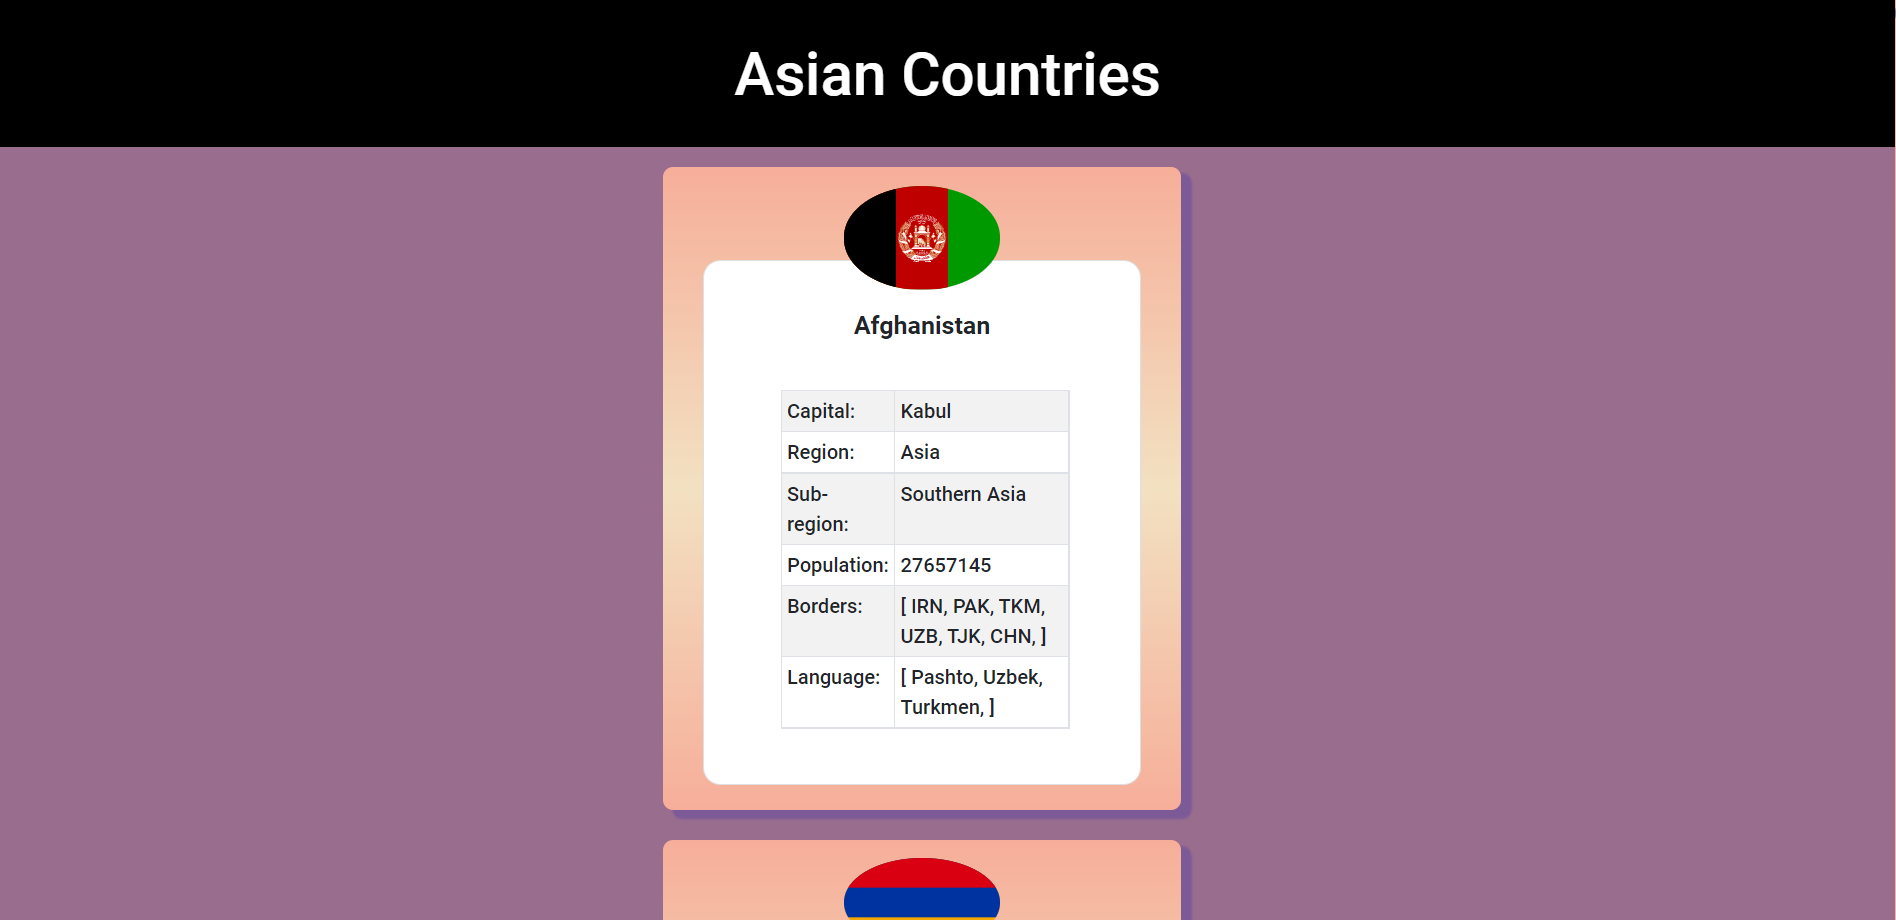 Asian Countries
Afghanistan
Capital: Kabul
Region: Asia
Sub-
region: Southern Asia
Population: 27657145
Borders: [ IRN, PAK, TKM,
UZB, TJK, CHN, ]
Language: [ Pashto, Uzbek,
Turkmen, ]